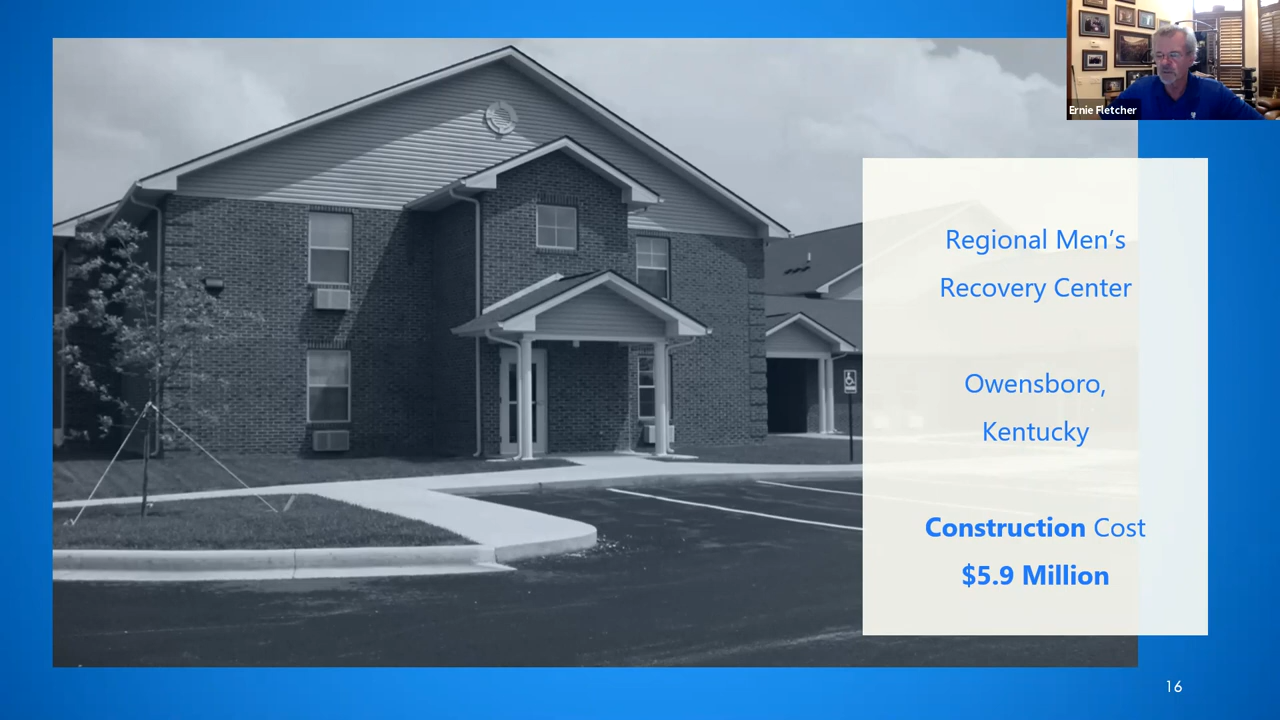 Ernie Fletcher
Regional Men’s
Recovery Center
Owensboro,
Kentucky
Construction Cost
$5.9 Million
16